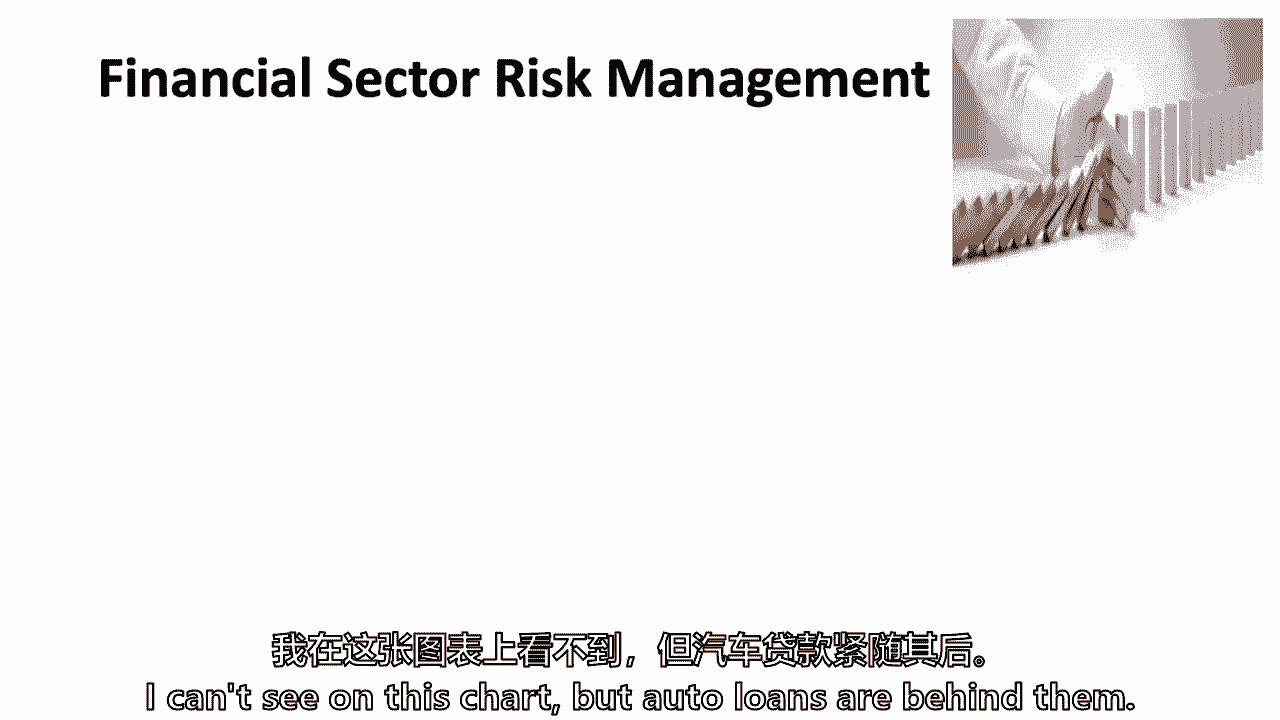 Financial Sector Risk Management
我在这张图表上看不到，但汽车贷款紧随其后。
I can't see on this chart, but auto loans are behind them.